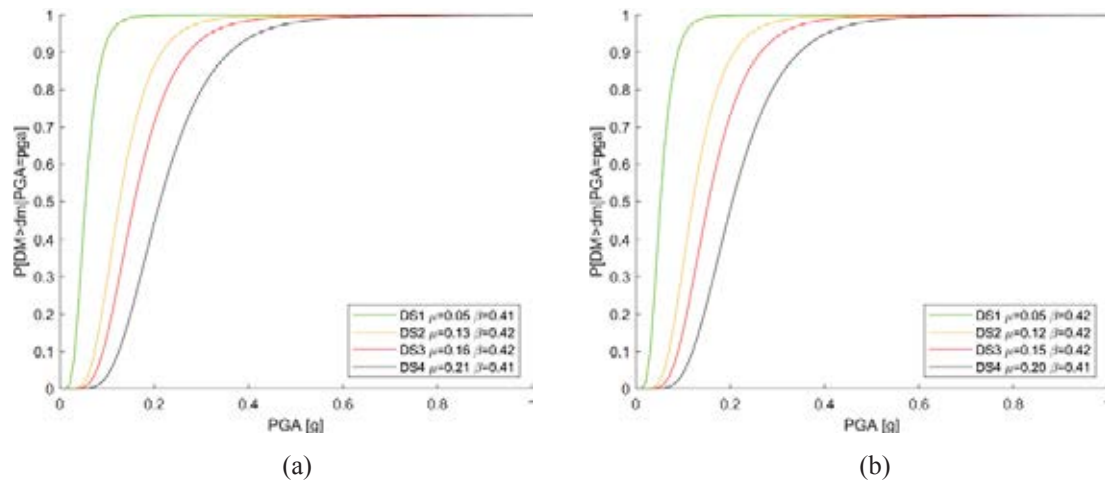 1
0.9
0.8
0.7
0.6
0.5
0.4
0.3
0.2
0.1
0
P[DM>dm|PGA=pga]
DS1 μ=0.05 β=0.41
DS2 μ=0.13 β=0.42
DS3 μ=0.16 β=0.42
DS4 μ=0.21 β=0.41
0 0.2 0.4 0.6 0.8 1
PGA [g]
(a)
1
0.9
0.8
0.7
0.6
0.5
0.4
0.3
0.2
0.1
0
P[DM>dm|PGA=pga]
DS1 μ=0.05 β=0.42
DS2 μ=0.12 β=0.42
DS3 μ=0.15 β=0.42
DS4 μ=0.20 β=0.41
0 0.2 0.4 0.6 0.8 1
PGA [g]
(b)